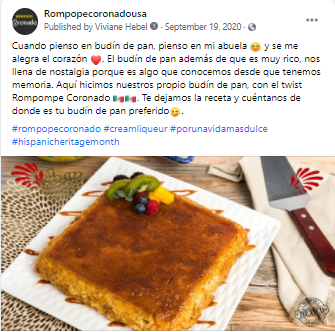 Rompopecoronadousa
Published by Viviane Hebel · September 19, 2020 ·
Cuando pienso en budín de pan, pienso en mi abuela 😋 y se me
alegra el corazón ❤️. El budín de pan además de que es muy rico, nos
llena de nostalgia porque es algo que conocemos desde que tenemos
memoria. Aquí hicimos nuestros propio budín de pan, con el twist
Rompompe Coronado 🇲🇽🇲🇽. Te dejamos la receta y cuéntanos de
donde es tu budín de pan preferido😋.
#rompopecoronado #creamliqueur #porunavidamasdulce
#hispanicheritagemonth